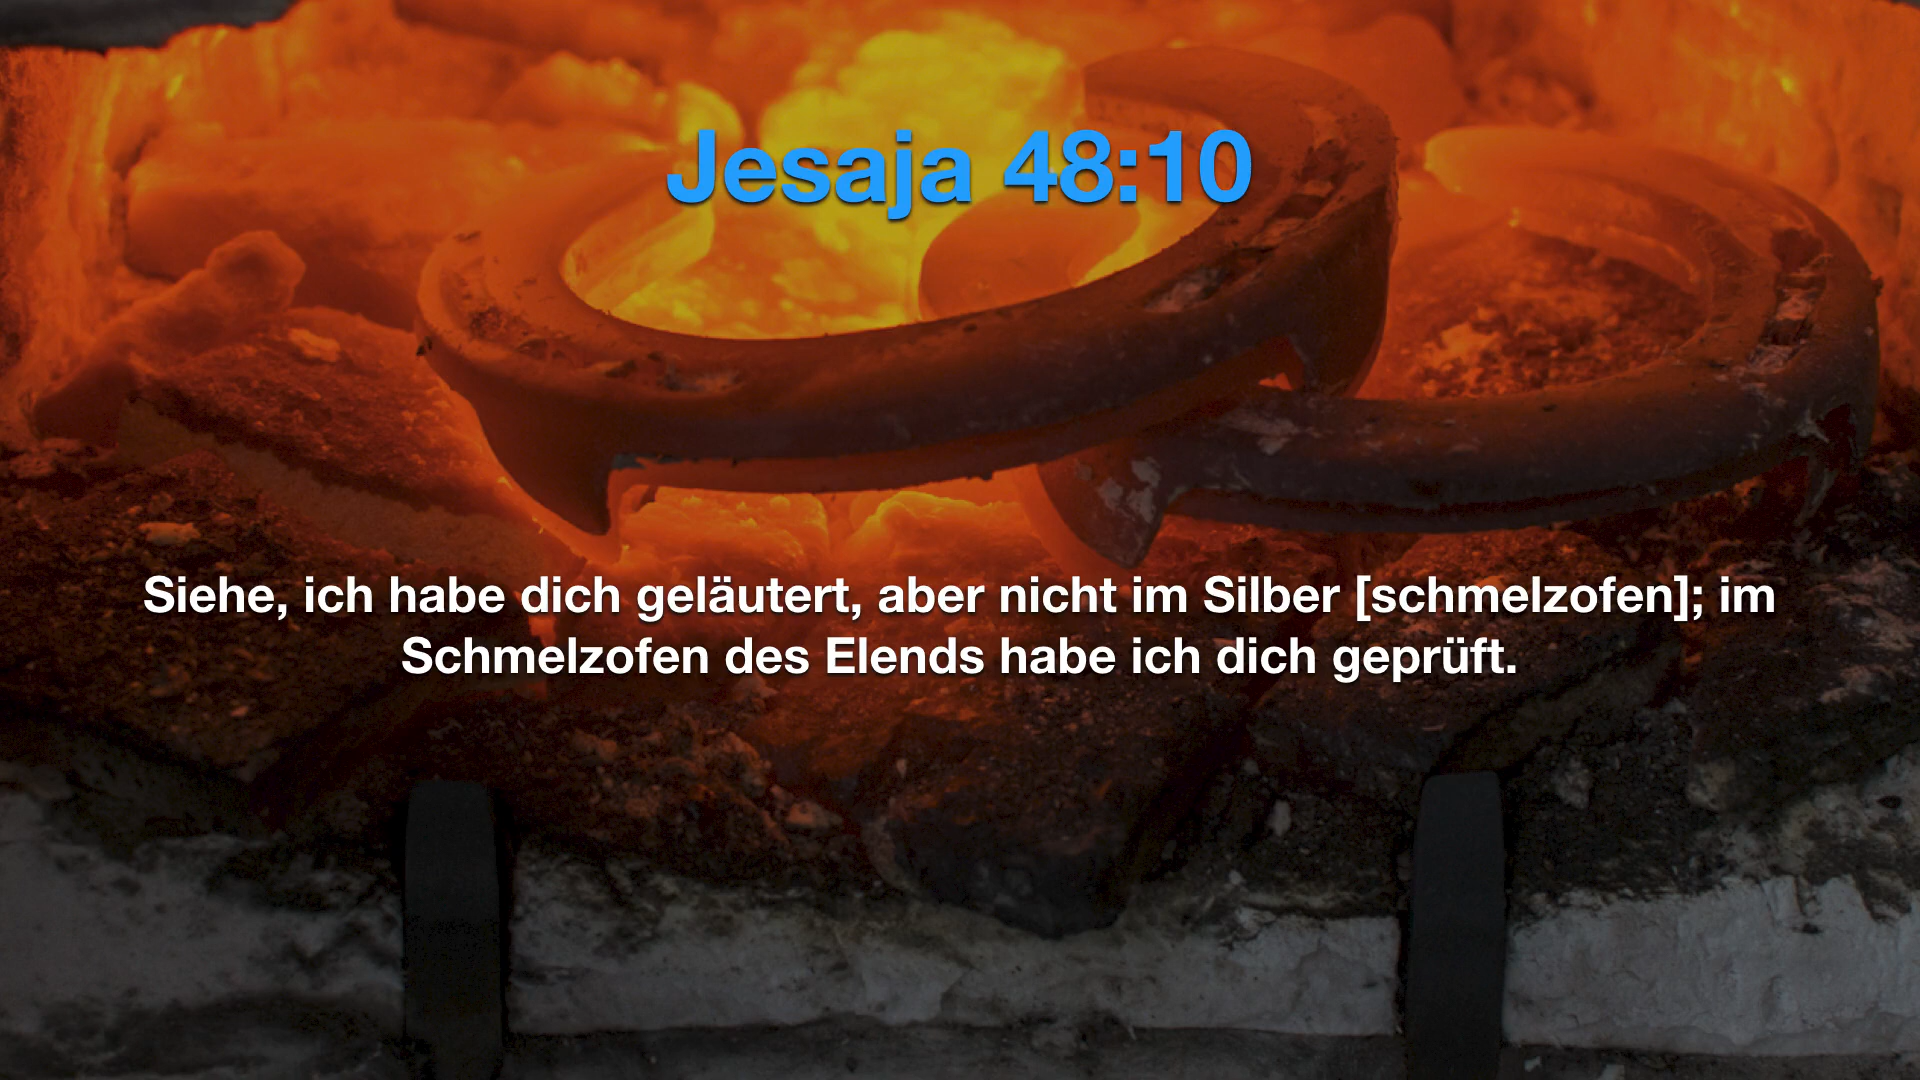 Jesaja 48:10
Siehe, ich habe dich geläutert, aber nicht im Silber [schmelzofen]; im
Schmelzofen des Elends habe ich dich geprüft.